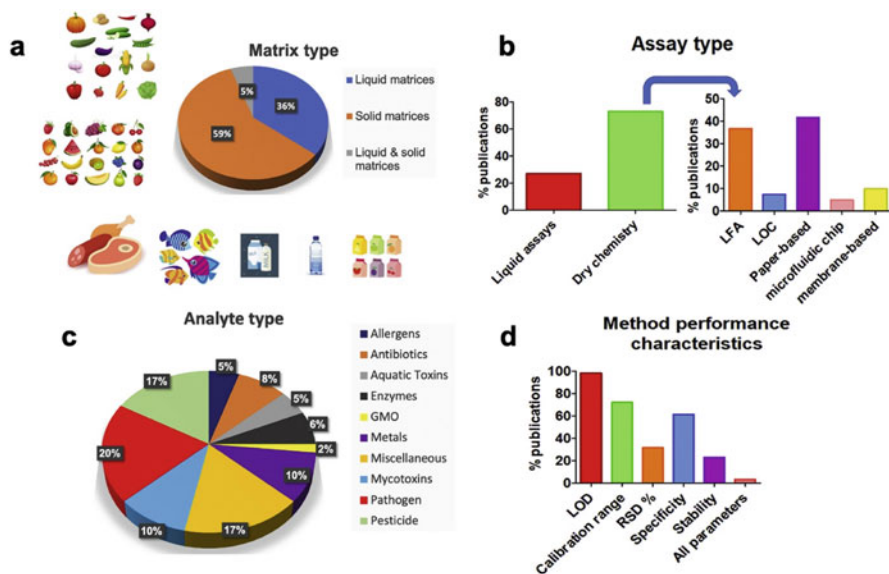 a
Matrix type
5%
36%
59%
Liquid matrices
Solid matrices
Liquid & solid
matrices
b
Assay type
% publications
80
60
40
20
0
Liquid assays
Dry chemistry
% publications
50
40
30
20
10
0
LFA
LOC
Paper-based
microfluidic chip
membrane-based
c
Analyte type
5%
8%
5%
6%
2%
10%
17%
10%
20%
17%
Allergens
Antibiotics
Aquatic Toxins
Enzymes
GMO
Metals
Miscellaneous
Mycotoxins
Pathogen
Pesticide
d
Method performance
characteristics
% publications
100
80
60
40
20
0
LOD
Calibration range
RSD %
Specificity
Stability
All parameters